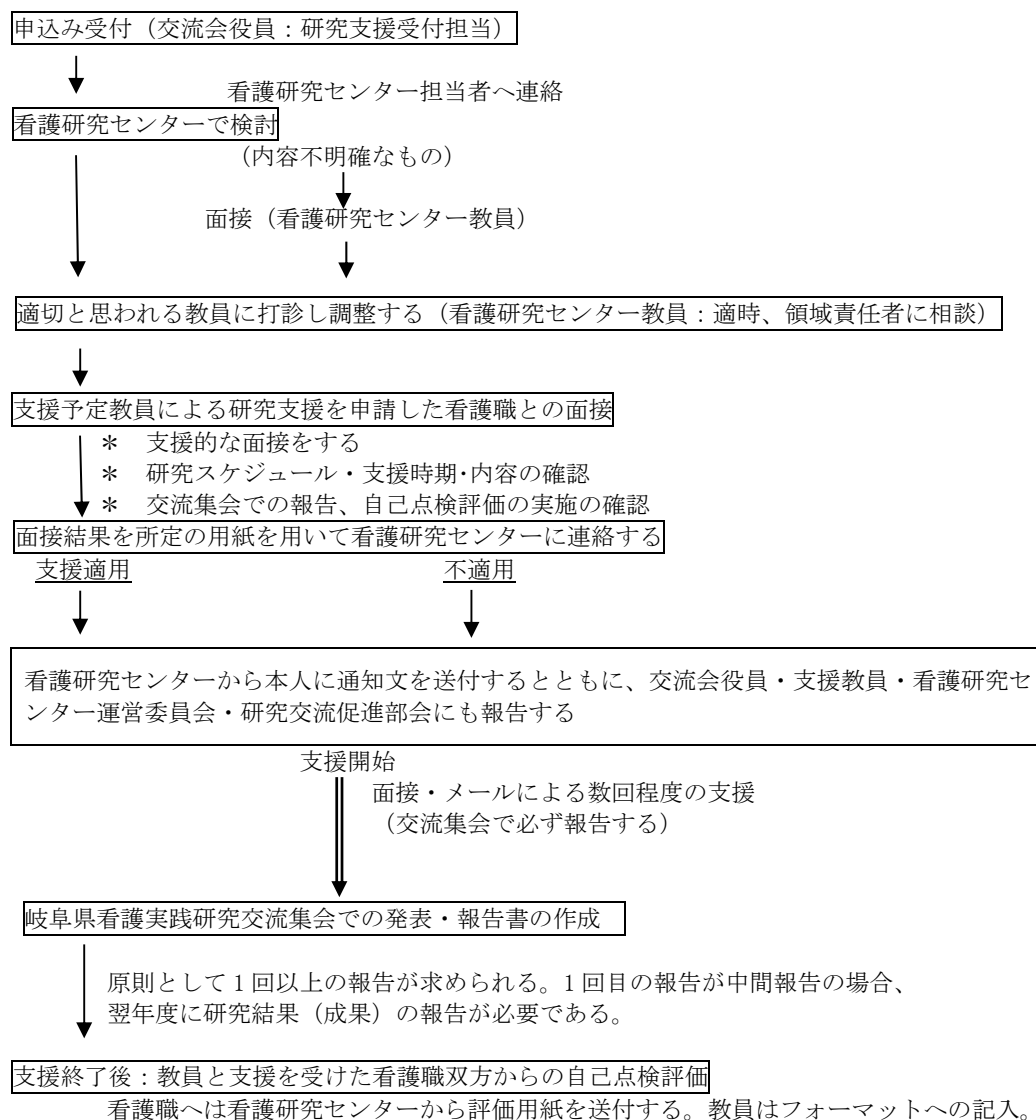 申込み受付(交流会役員:研究支援受付担当)
看護研究センター担当者へ連絡
看護研究センターで検討
(内容不明確なもの)
面接(看護研究センター教員)
適切と思われる教員に打診し調整する(看護研究センター教員:適時、領域責任者に相談)
支援予定教員による研究支援を申請した看護職との面接
* 支援的な面接をする
* 研究スケジュール・支援時期・内容の確認
* 交流集会での報告、自己点検評価の実施の確認
面接結果を所定の用紙を用いて看護研究センターに連絡する
支援適用 不適用
看護研究センターから本人に通知文を送付するとともに、交流会役員・支援教員・看護研究セ
ンター運営委員会・研究交流促進部会にも報告する
支援開始
面接・メールによる数回程度の支援
(交流集会で必ず報告する)
岐阜県看護実践研究交流集会での発表・報告書の作成
原則として1回以上の報告が求められる。1回目の報告が中間報告の場合、
翌年度に研究結果(成果)の報告が必要である。
支援終了後:教員と支援を受けた看護職双方からの自己点検評価
看護職へは看護研究センターから評価用紙を送付する。教員はフォーマットへの記入。